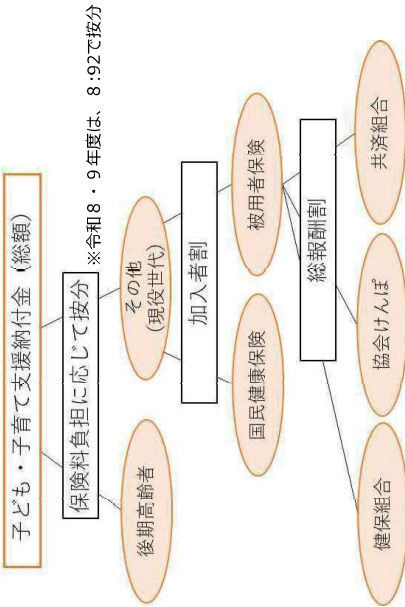 子ども・子育て支援納付金（総額）
保険料負担に応じて按分
※令和８・９年度は、８:92で按分
後期高齢者
その他
(現役世代)
加入者割
国民健康保険
被用者保険
総報酬割
健保組合
協会けんぽ
共済組合